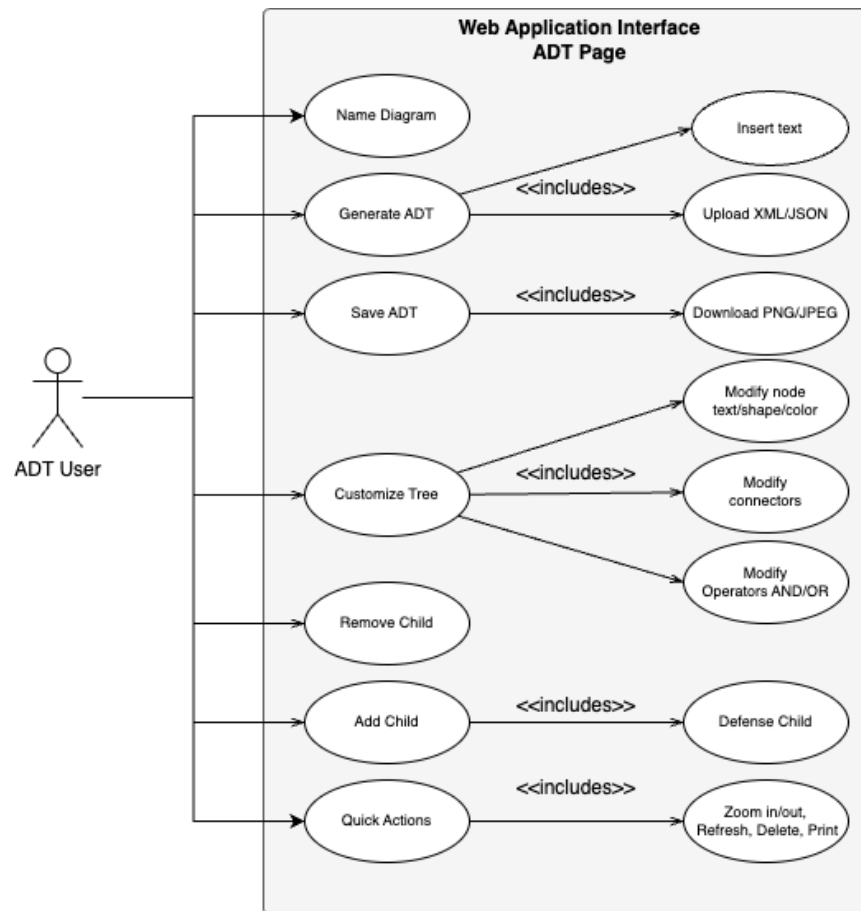 Web Application Interface
ADT Page
Name Diagram
Insert text
<<includes>>
Generate ADT
Upload XML/JSON
<<includes>>
Save ADT
Download PNG/JPEG
ADT User
Modify node
text/shape/color
<<includes>>
Customize Tree
Modify
connectors
Modify
Operators AND/OR
Remove Child
<<includes>>
Add Child
Defense Child
<<includes>>
Quick Actions
Zoom in/out,
Refresh, Delete, Print